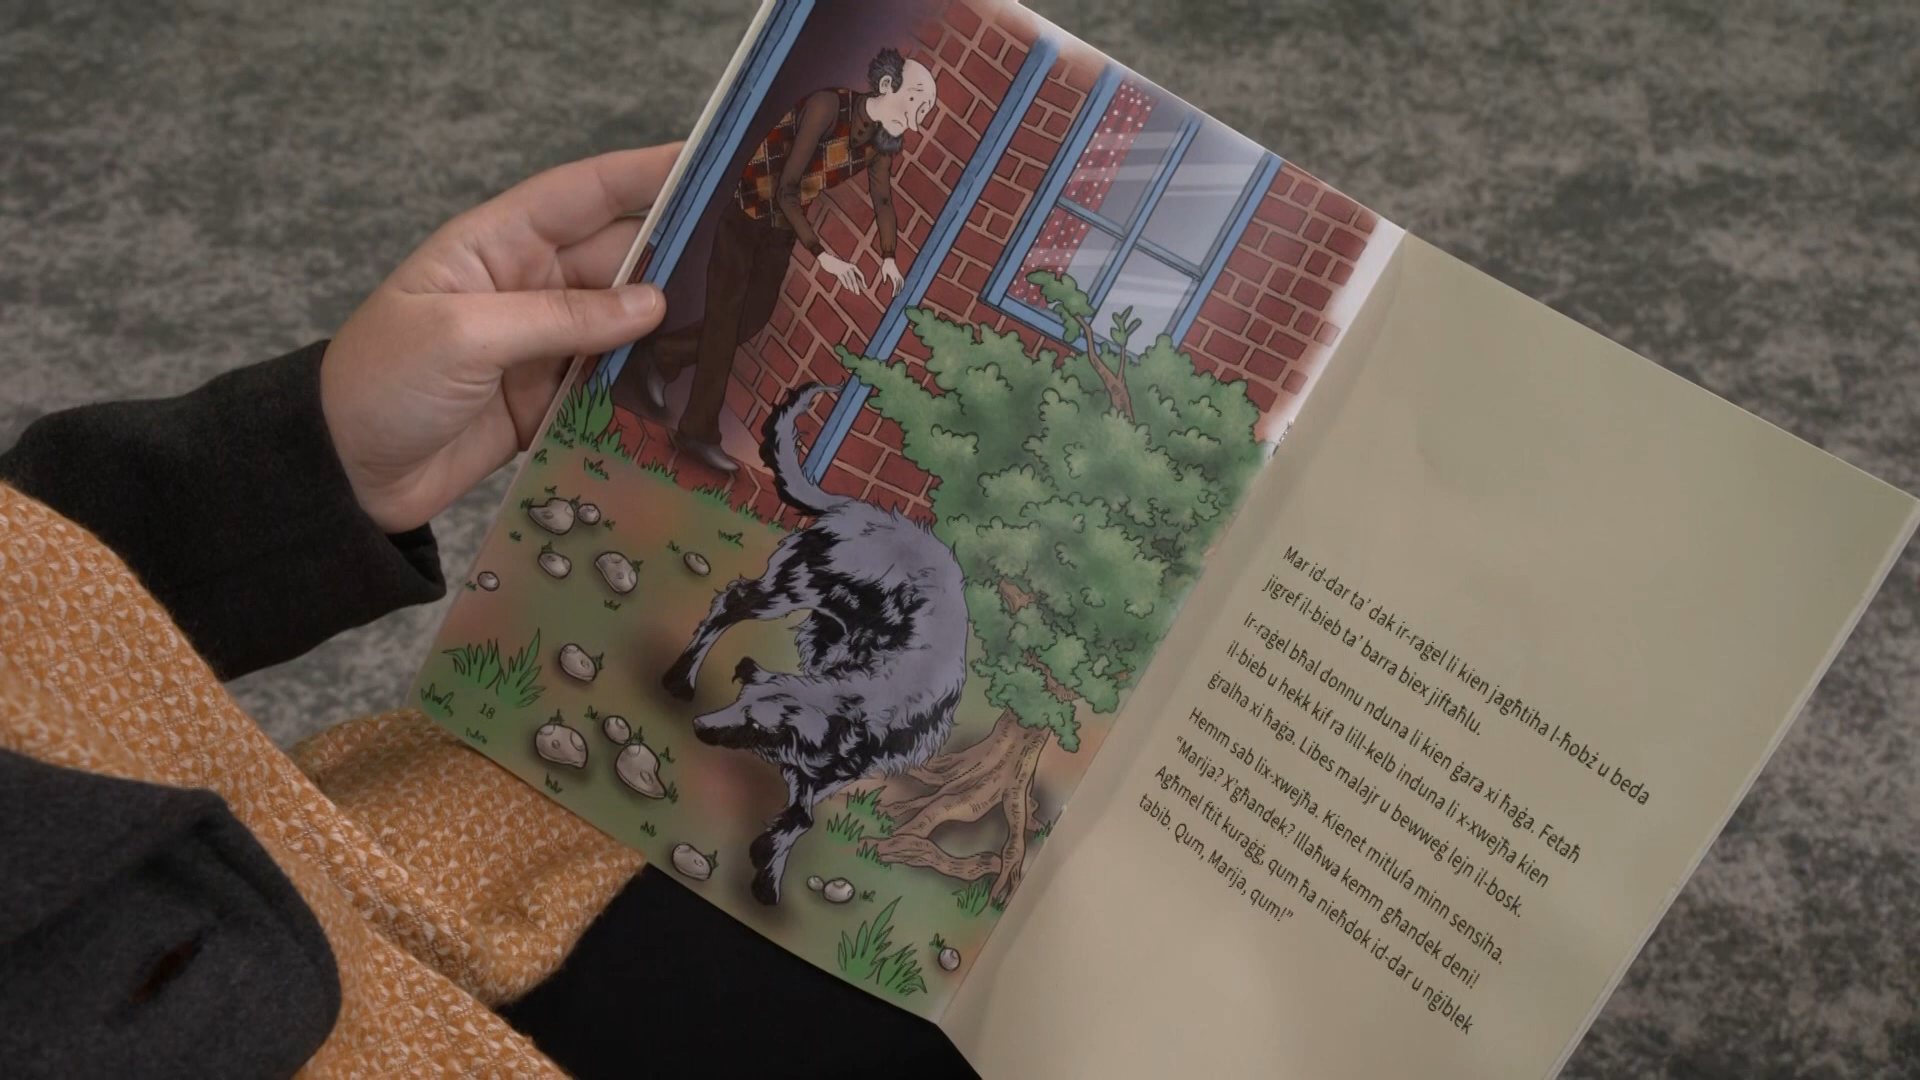 18
Mar id-dar ta’ dak ir-raġel li kien jagħtiha l-ħobż u beda
jigref il-bieb ta’ barra biex jiftaħlu.
Ir-raġel bħal donnu nduna li kien ġara xi ħaġa. Fetaħ
il-bieb u hekk kif ra lill-kelb induna li x-xwejħa kien
ġralha xi ħaġa. Libes malajr u bewweġ lejn il-bosk.
Hemm sab lix-xwejħa. Kienet mitlufa minn sensiha.
“Marija? X’għandek? Illaħwa kemm għandek deni!
Agħmel ftit kuraġġ, qum ħa nieħdok id-dar u nġiblek
tabib. Qum, Marija, qum!”